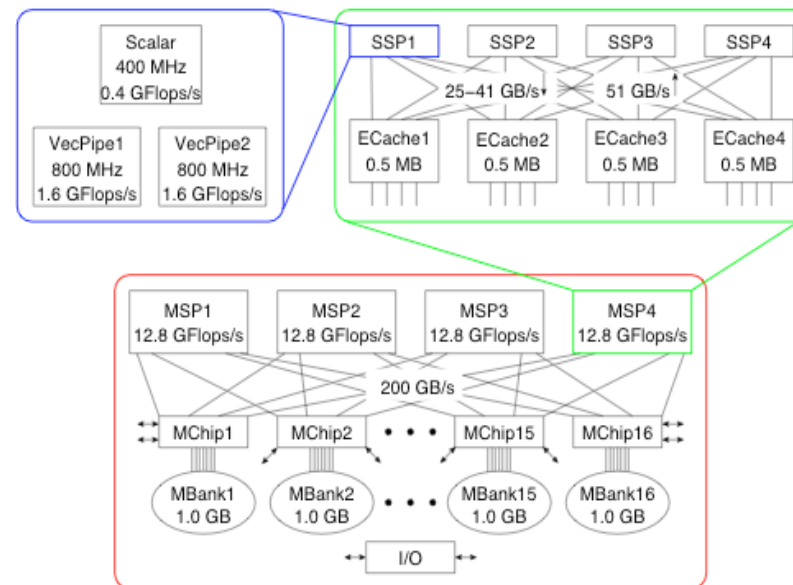 Scalar
400 MHz
0.4 GFlops/s
VecPipe1
800 MHz
1.6 GFlops/s
VecPipe2
800 MHz
1.6 GFlops/s
SSP1
SSP2
SSP3
SSP4
25–41 GB/s
51 GB/s
ECache1
0.5 MB
ECache2
0.5 MB
ECache3
0.5 MB
ECache4
0.5 MB
MSP1
12.8 GFlops/s
MSP2
12.8 GFlops/s
MSP3
12.8 GFlops/s
MSP4
12.8 GFlops/s
200 GB/s
MChip1
MChip2
MChip15
MChip16
MBank1
1.0 GB
MBank2
1.0 GB
MBank15
1.0 GB
MBank16
1.0 GB
I/O